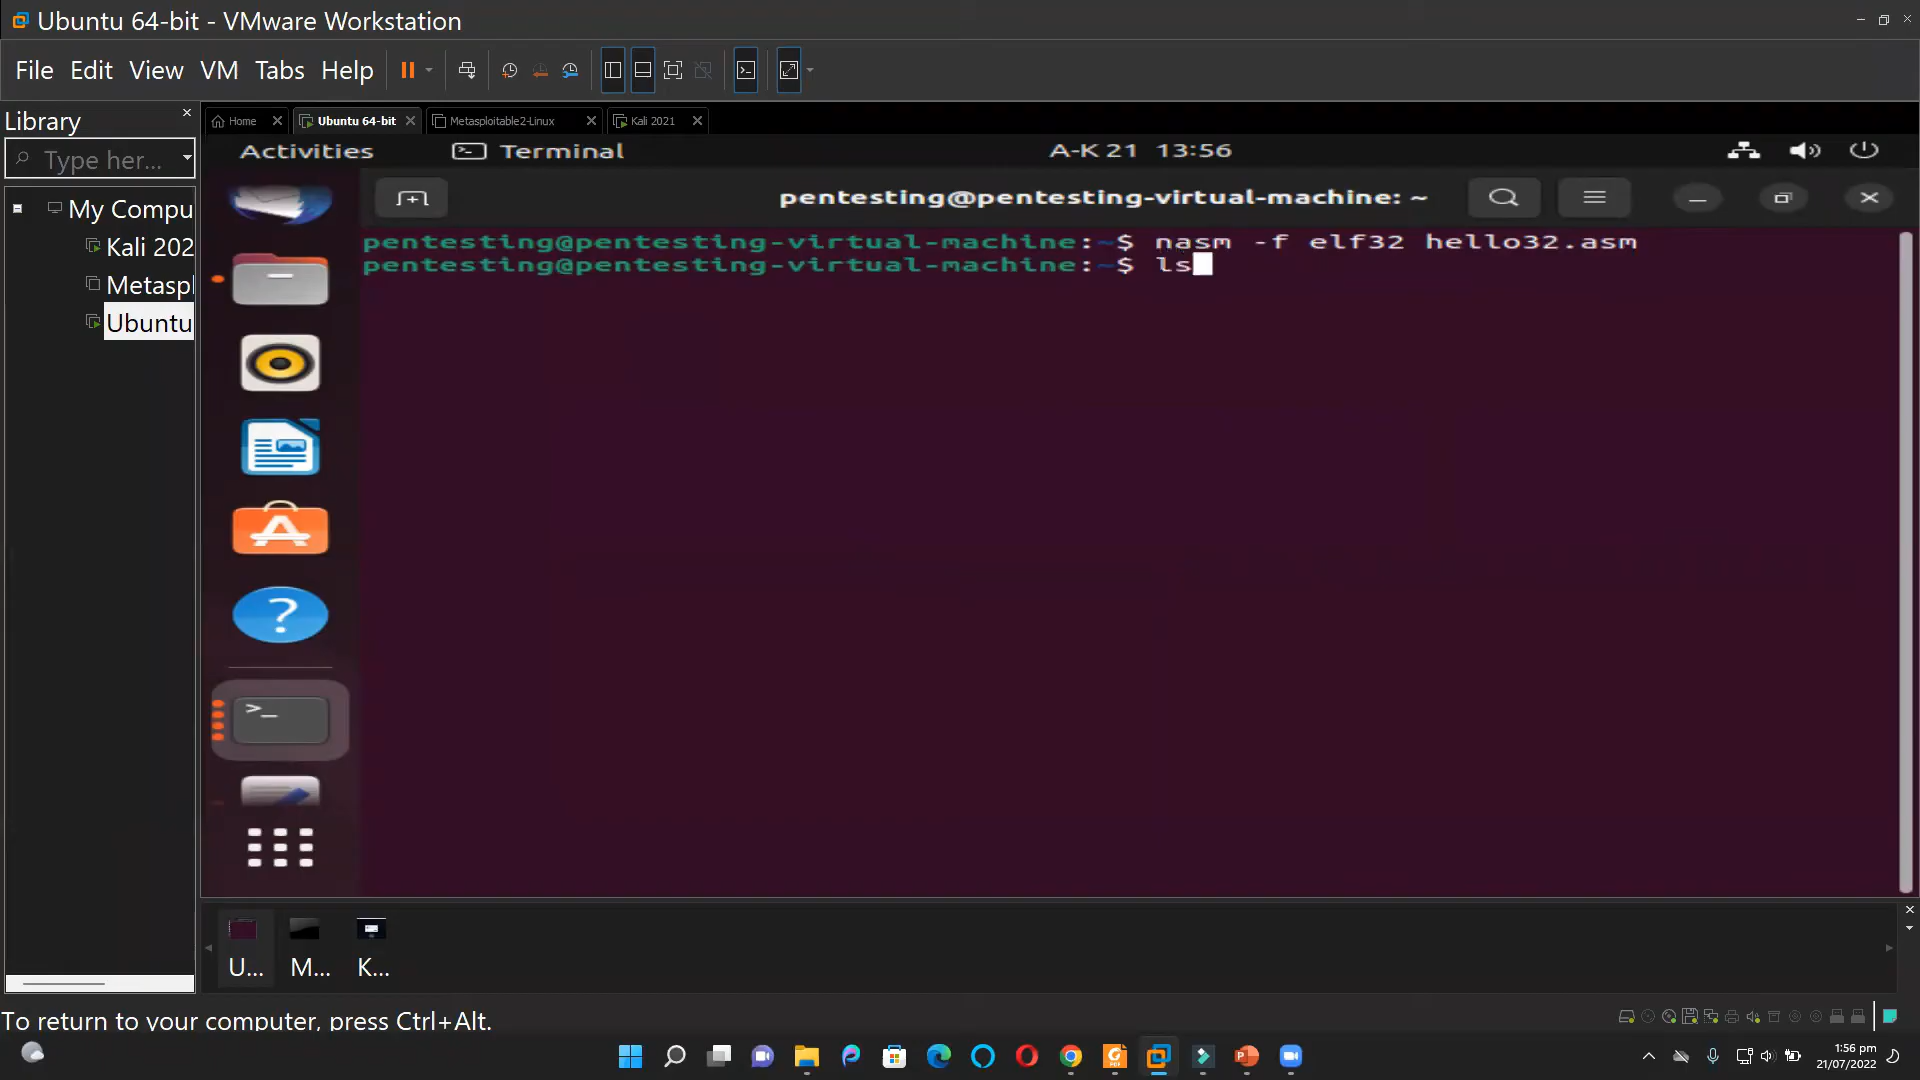 Ubuntu 64-bit - VMware Workstation
File Edit View VM Tabs Help
Library
Type her...
Home
Ubuntu 64-bit
Metasploitable2-Linux
Kali 2021
My Compu
Kali 202
Metaspl
Ubuntu
Activities
Terminal
A-K 21 13:56
pentesting@pentesting-virtual-machine: ~
pentesting@pentesting-virtual-machine:~$ nasm -f elf32 hello32.asm
pentesting@pentesting-virtual-machine:~$ ls
U... M... K...
To return to your computer, press Ctrl+Alt.
1:56 pm
21/07/2022